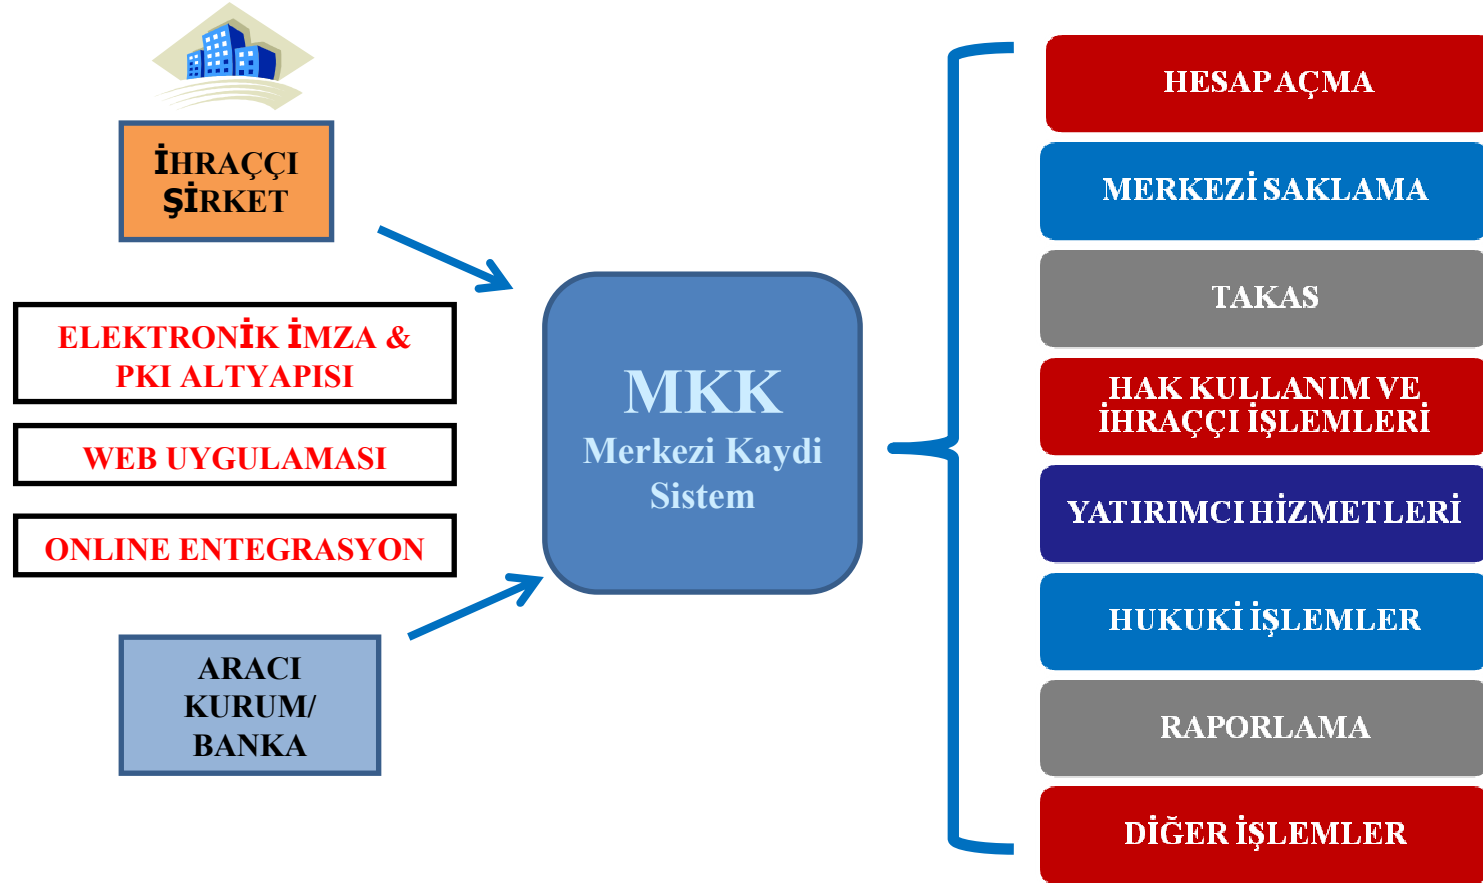 İHRAÇÇI
ŞİRKET
ELEKTRONİK İMZA &
PKI ALTYAPISI
WEB UYGULAMASI
ONLINE ENTEGRASYON
ARACI
KURUM/
BANKA
MKK
Merkezi Kaydi
Sistem
HESAP AÇMA
MERKEZİ SAKLAMA
TAKAS
HAK KULLANIM VE
İHRAÇÇI İŞLEMLERİ
YATIRIMCI HİZMETLERİ
HUKUKİ İŞLEMLER
RAPORLAMA
DİĞER İŞLEMLER